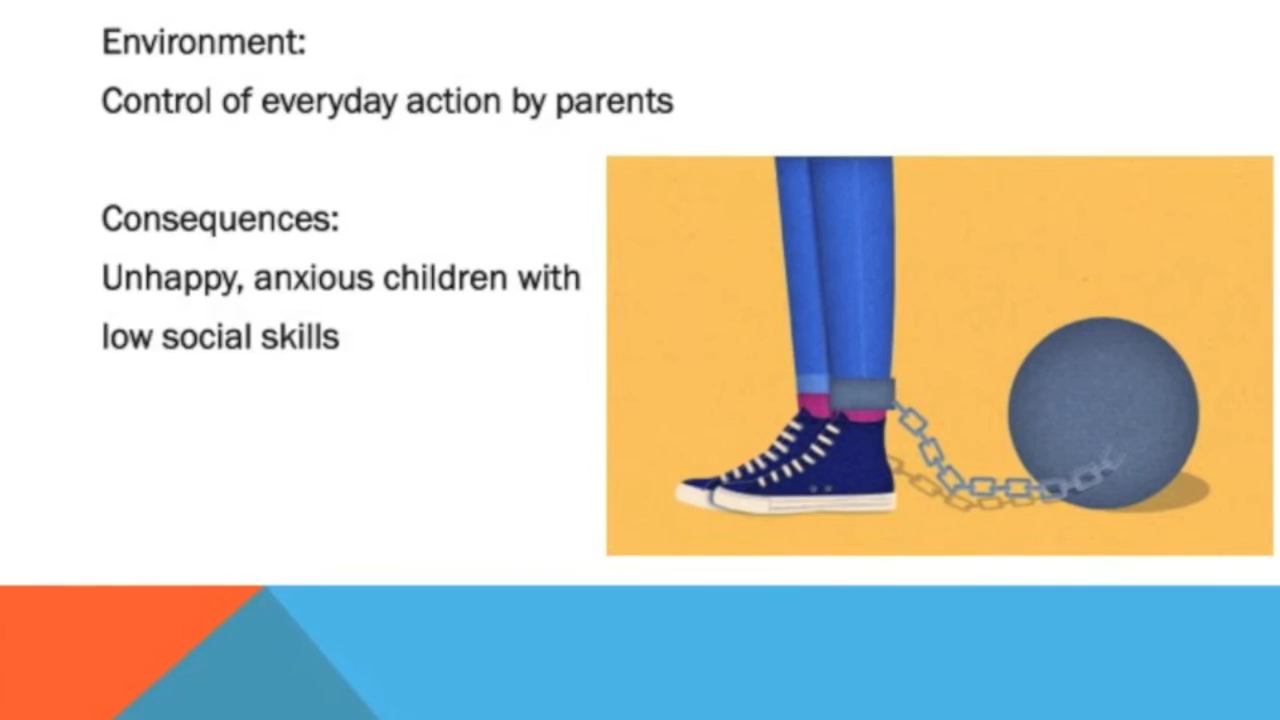 Environment:
Control of everyday action by parents
Consequences:
Unhappy, anxious children with
low social skills